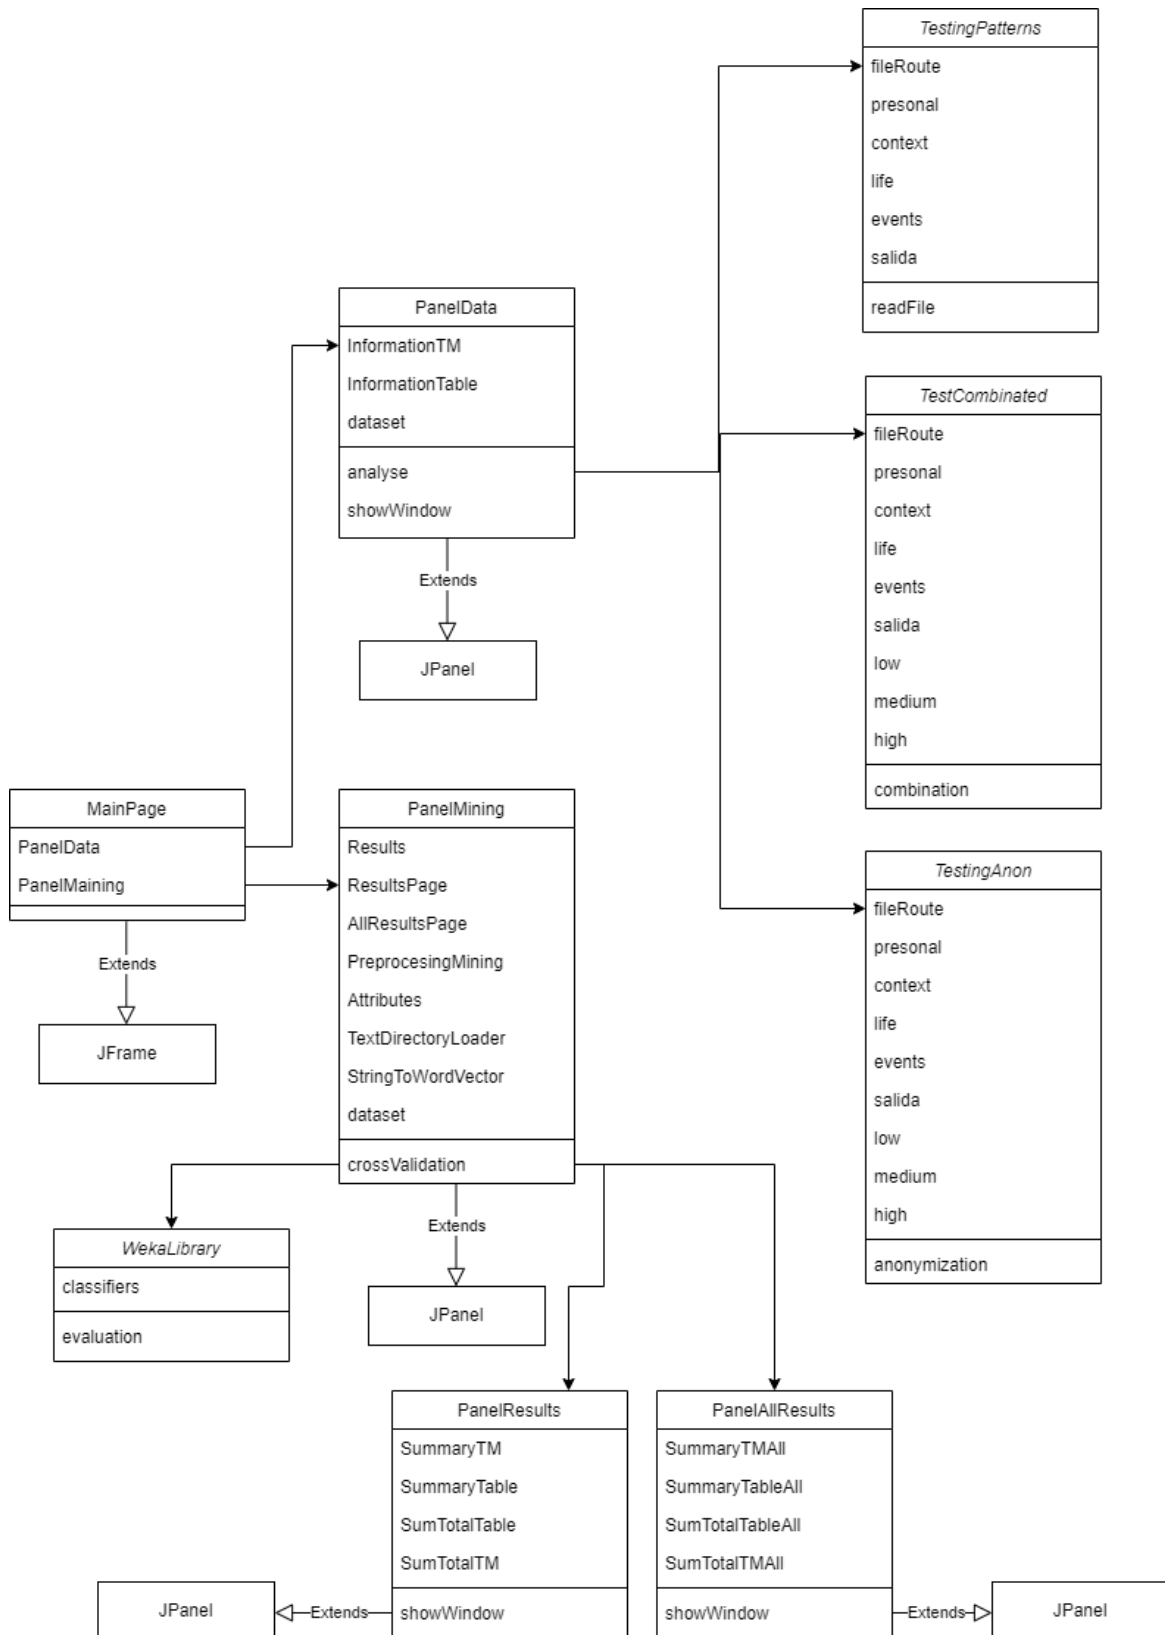 TestingPatterns
fileRoute
presonal
context
life
events
salida
readFile
PanelData
InformationTM
InformationTable
dataset
analyse
showWindow
Extends
JPanel
TestCombinated
fileRoute
presonal
context
life
events
salida
low
medium
high
combination
MainPage
PanelData
PanelMaining
Extends
JFrame
PanelMining
Results
ResultsPage
AllResultsPage
PreprocesingMining
Attributes
TextDirectoryLoader
StringToWordVector
dataset
crossValidation
Extends
JPanel
TestingAnon
fileRoute
presonal
context
life
events
salida
low
medium
high
anonymization
WekaLibrary
classifiers
evaluation
PanelResults
SummaryTM
SummaryTable
SumTotalTable
SumTotalTM
showWindow
Extends
JPanel
PanelAllResults
SummaryTMAll
SummaryTableAll
SumTotalTableAll
SumTotalTMAll
showWindow
Extends
JPanel